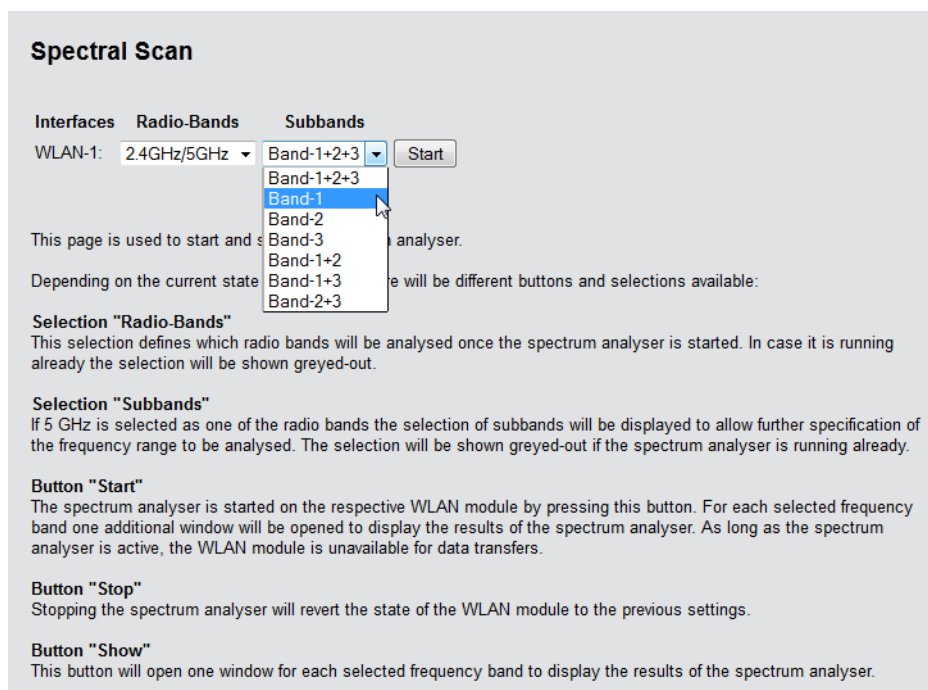 Spectral Scan
Interfaces Radio-Bands Subbands
WLAN-1: 2.4GHz/5GHz Band-1+2+3 Start
Band-1+2+3
Band-1
Band-2
Band-3
Band-1+2
Band-1+3
Band-2+3
This page is used to start and s analyser.
Depending on the current state re will be different buttons and selections available:
Selection "Radio-Bands"
This selection defines which radio bands will be analysed once the spectrum analyser is started. In case it is running
already the selection will be shown greyed-out.
Selection "Subbands"
If 5 GHz is selected as one of the radio bands the selection of subbands will be displayed to allow further specification of
the frequency range to be analysed. The selection will be shown greyed-out if the spectrum analyser is running already.
Button "Start"
The spectrum analyser is started on the respective WLAN module by pressing this button. For each selected frequency
band one additional window will be opened to display the results of the spectrum analyser. As long as the spectrum
analyser is active, the WLAN module is unavailable for data transfers.
Button "Stop"
Stopping the spectrum analyser will revert the state of the WLAN module to the previous settings.
Button "Show"
This button will open one window for each selected frequency band to display the results of the spectrum analyser.